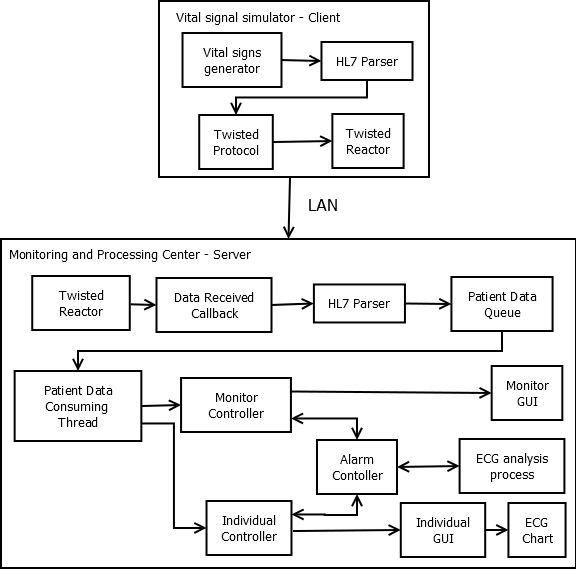 Vital signal simulator - Client
Vital signs
generator
HL7 Parser
Twisted
Protocol
Twisted
Reactor
LAN
Monitoring and Processing Center - Server
Twisted
Reactor
Data Received
Callback
HL7 Parser
Patient Data
Queue
Patient Data
Consuming
Thread
Monitor
Controller
Monitor
GUI
Alarm
Contoller
ECG analysis
process
Individual
Controller
Individual
GUI
ECG
Chart